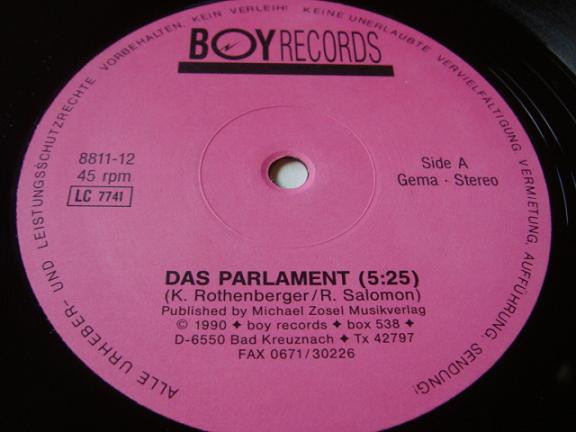 BOY RECORDS
8811-12
45 rpm
LC 7741
Side A
Gema · Stereo
DAS PARLAMENT (5:25)
(K. Rothenberger/R. Salomon)
Published by Michael Zosel Musikverlag
© 1990 ✦ boy records ✦ box 538 ✦
D-6550 Bad Kreuznach ✦ Tx 42797
FAX 0671/30226
ALLE URHEBER- UND LEISTUNGSSCHUTZRECHTE VORBEHALTEN. KEIN VERLEIH! KEINE UNERLAUBTE VERVIELFÄLTIGUNG, VERMIETUNG, AUFFÜHRUNG, SENDUNG!